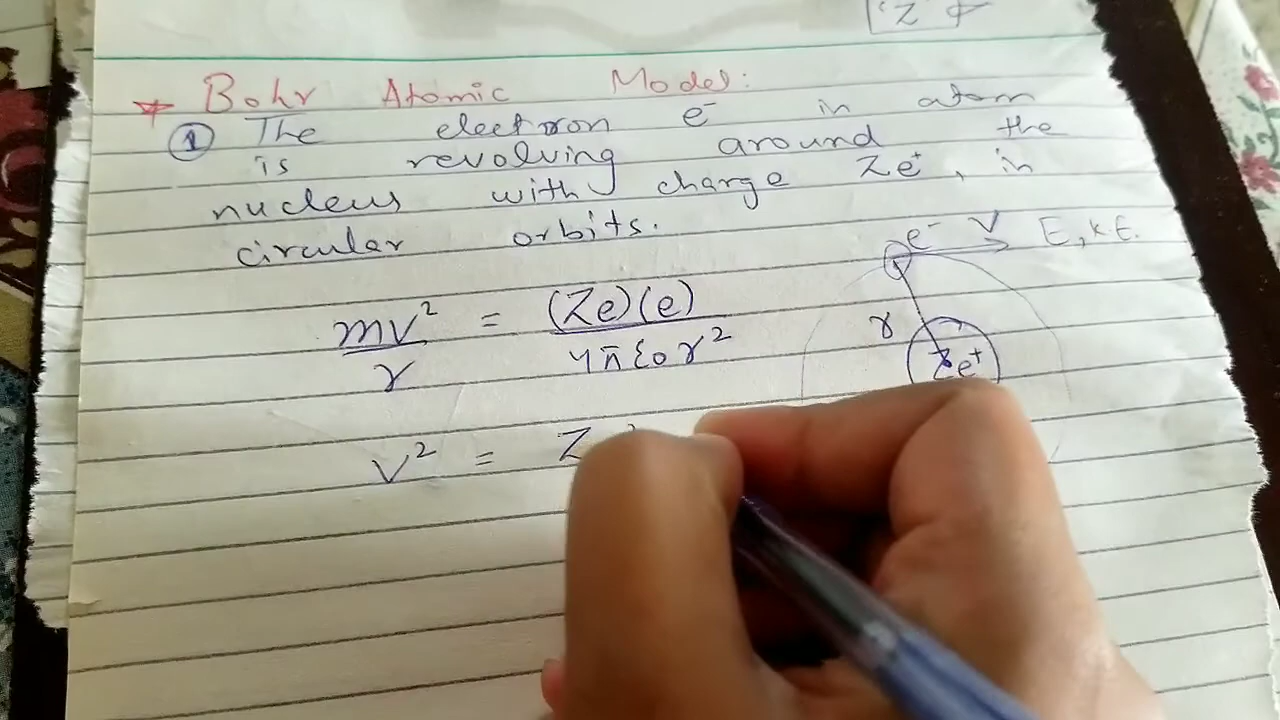 * Bohr Atomic Model:
① The electron e⁻ in atom
is revolving around the
nucleus with charge Ze⁺, in
circular orbits.
e⁻ V E, K.E.
mv²/r = (Ze)(e)/4πε₀r²
r Ze⁺
V² = Z